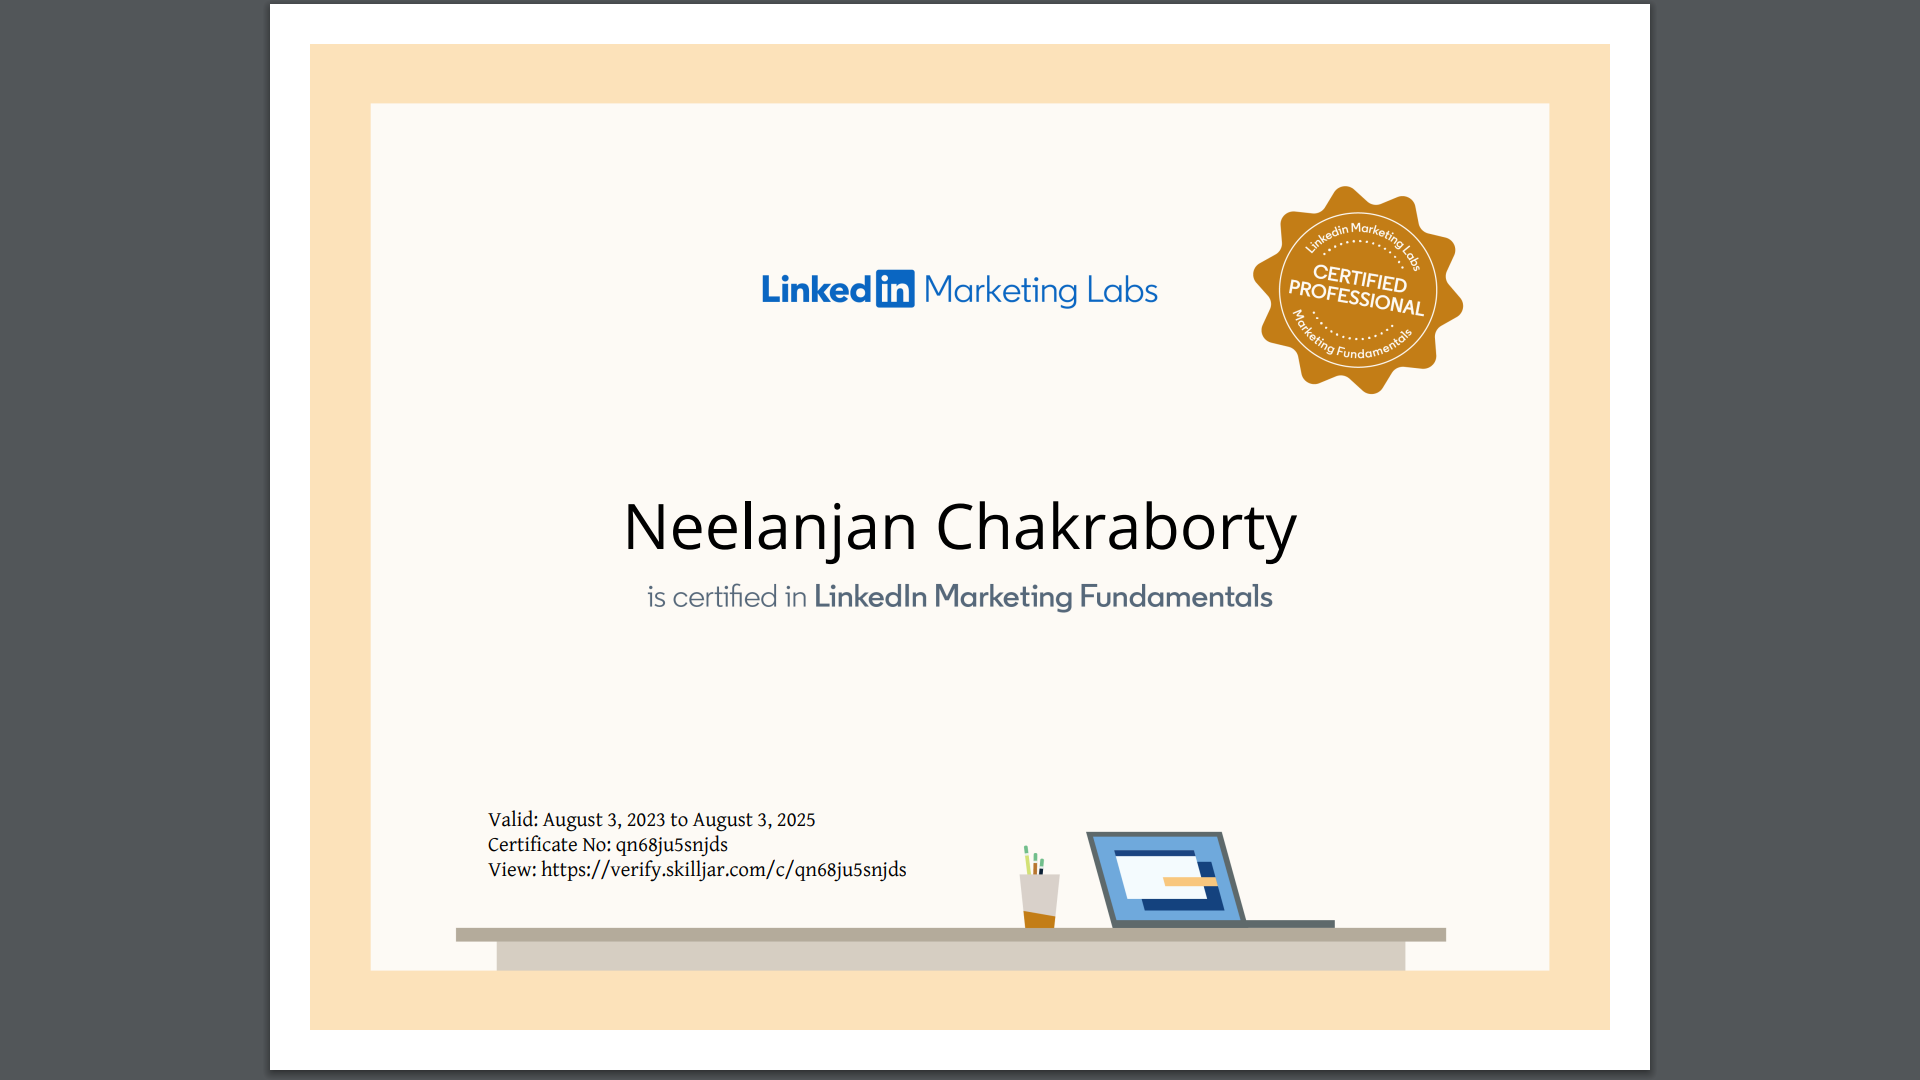 Linkedin Marketing Labs
CERTIFIED
PROFESSIONAL
Marketing Fundamentals
Linked in Marketing Labs
Neelanjan Chakraborty
is certified in LinkedIn Marketing Fundamentals
Valid: August 3, 2023 to August 3, 2025
Certificate No: qn68ju5snjds
View: https://verify.skilljar.com/c/qn68ju5snjds